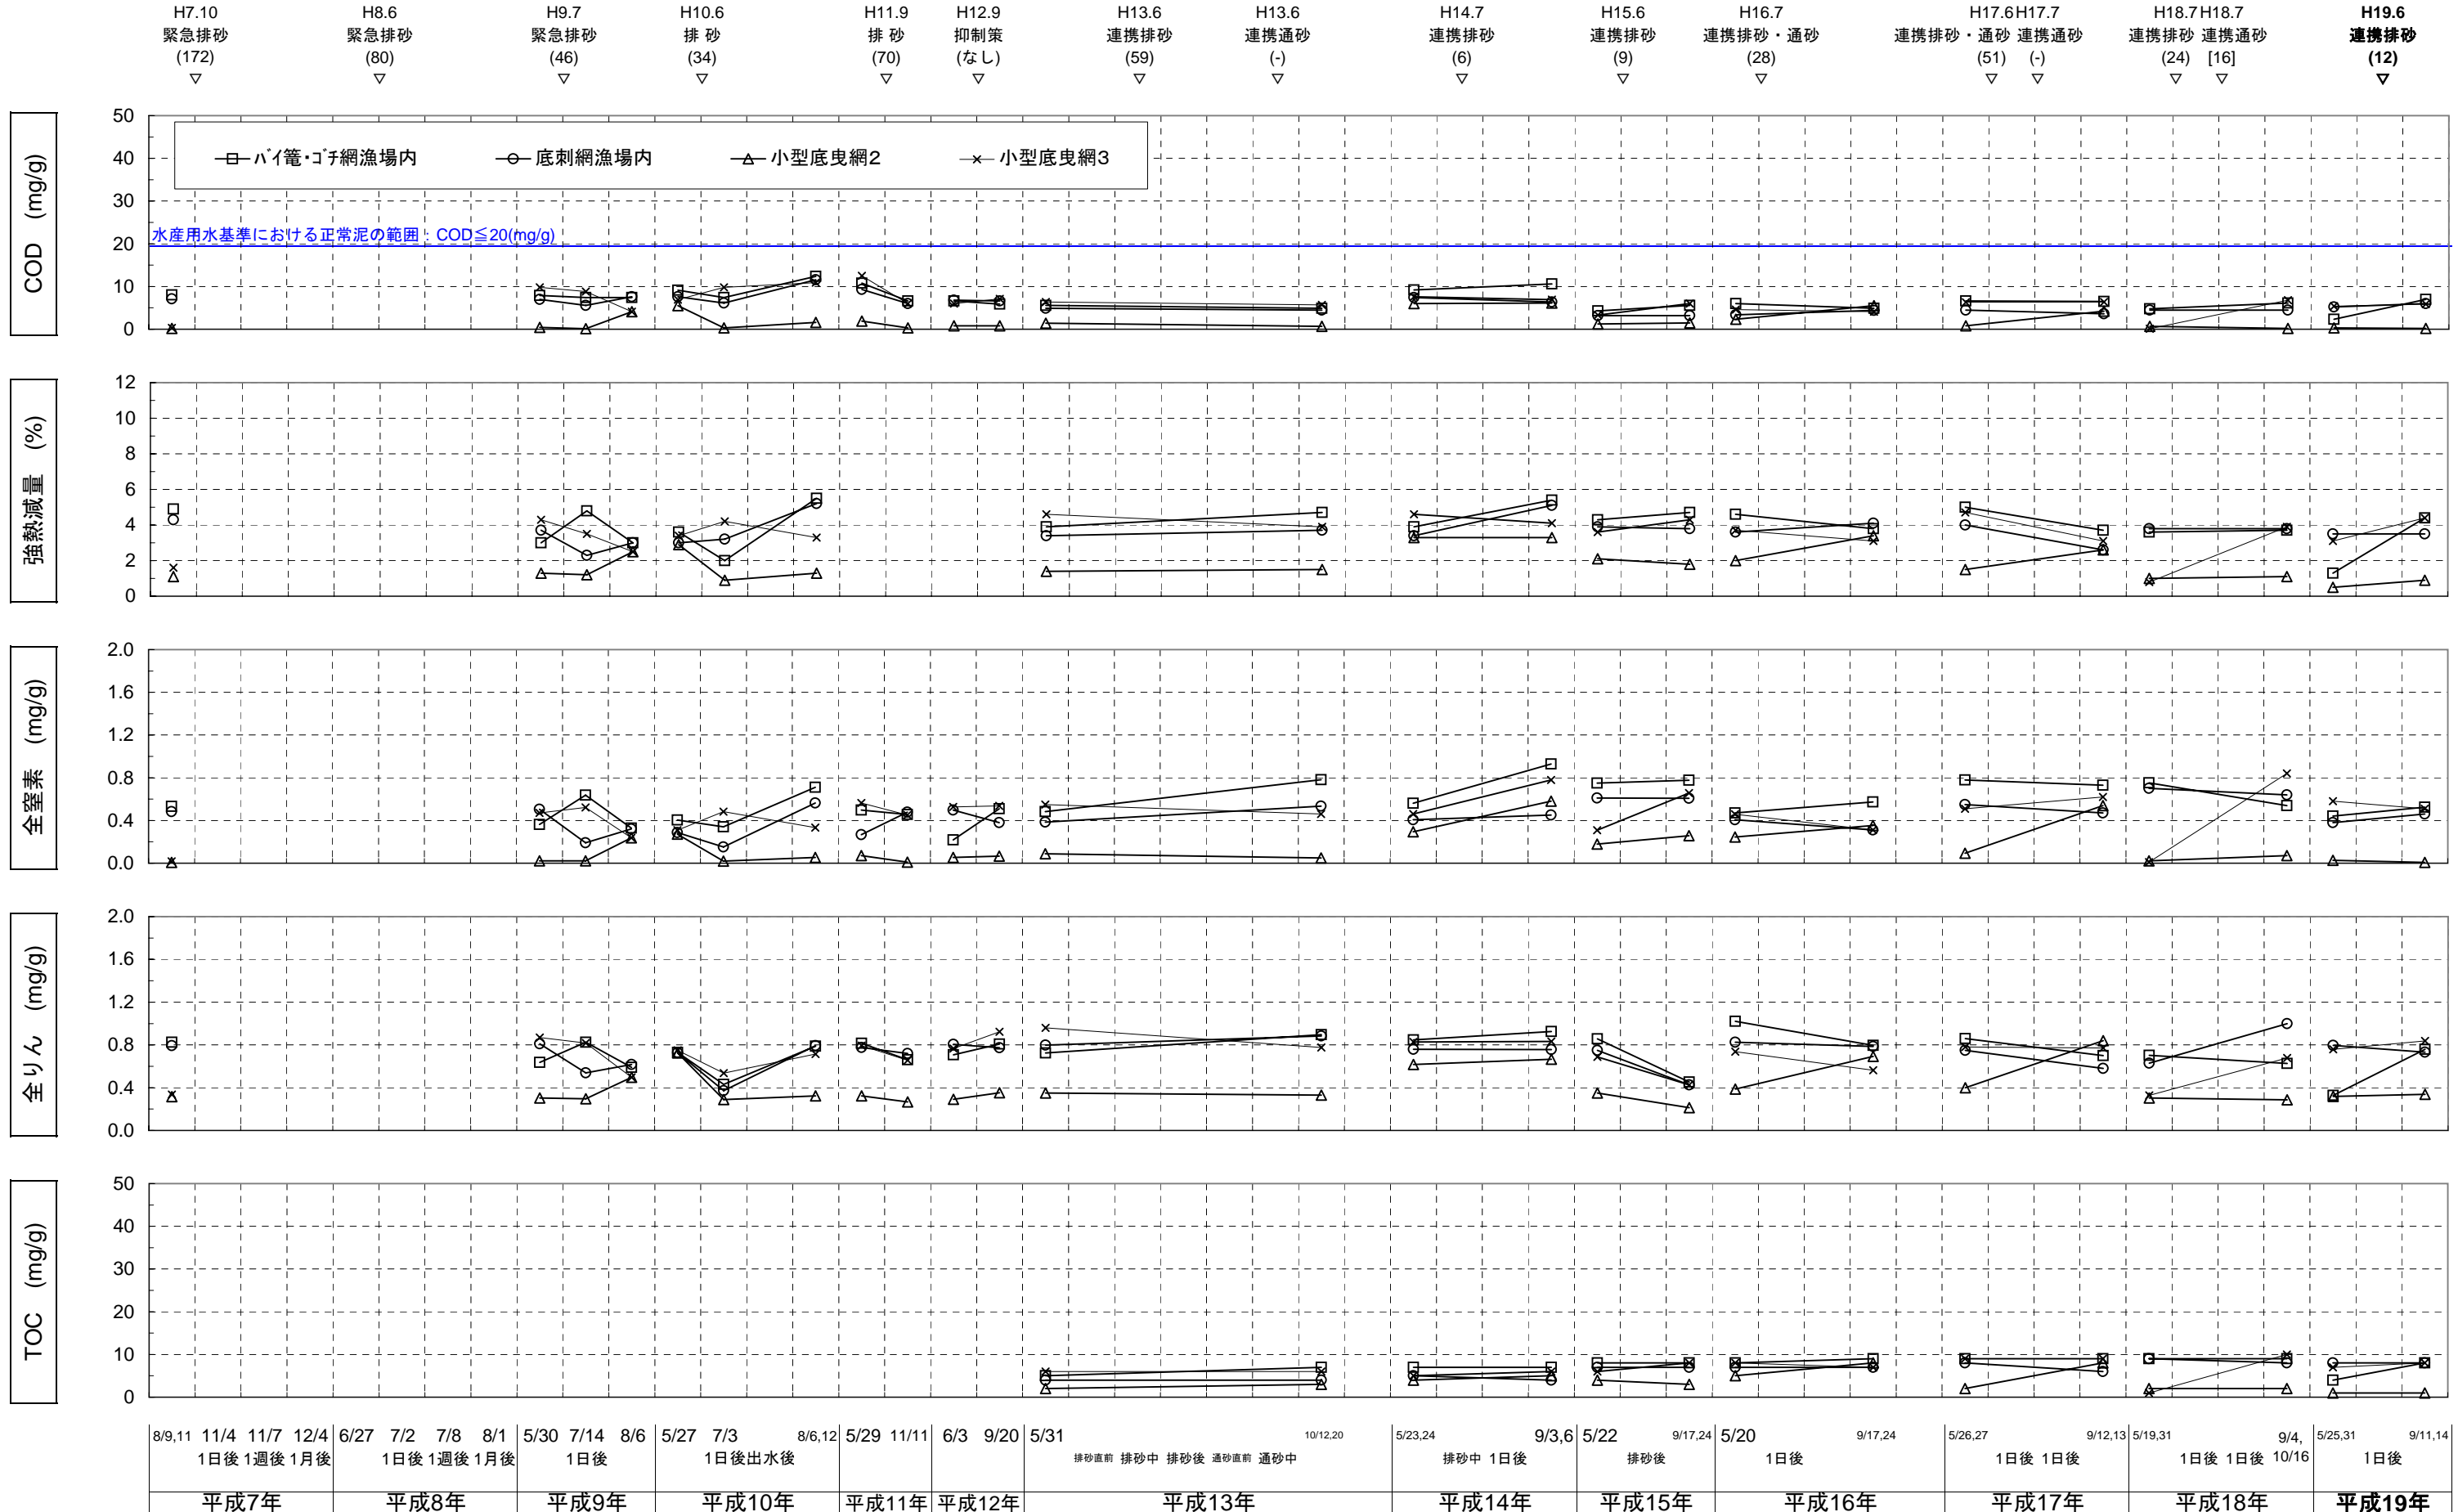 H7.10 H8.6 H9.7 H10.6 H11.9 H12.9 H13.6 H13.6 H14.7 H15.6 H16.7 H17.6 H17.7 H18.7 H18.7 H19.6
緊急排砂 緊急排砂 緊急排砂 排 砂 排 砂 抑制策 連携排砂 連携通砂 連携排砂 連携排砂 連携排砂・通砂 連携排砂・通砂 連携通砂 連携排砂 連携通砂 連携排砂
(172) (80) (46) (34) (70) (なし) (59) (-) (6) (9) (28) (51) (-) (24) [16] (12)
▽ ▽ ▽ ▽ ▽ ▽ ▽ ▽ ▽ ▽ ▽ ▽ ▽ ▽ ▽ ▽
COD (mg/g)
50
40
30
20
10
0
ﾊﾞｲ篭・ｺﾞﾁ網漁場内 底刺網漁場内 小型底曳網2 小型底曳網3
水産用水基準における正常泥の範囲：COD≦20(mg/g)
強熱減量 (%)
12
10
8
6
4
2
0
全窒素 (mg/g)
2.0
1.6
1.2
0.8
0.4
0.0
全りん (mg/g)
2.0
1.6
1.2
0.8
0.4
0.0
TOC (mg/g)
50
40
30
20
10
0
8/9,11 11/4 11/7 12/4 6/27 7/2 7/8 8/1 5/30 7/14 8/6 5/27 7/3 8/6,12 5/29 11/11 6/3 9/20 5/31 10/12,20 5/23,24 9/3,6 5/22 9/17,24 5/20 9/17,24 5/26,27 9/12,13 5/19,31 9/4, 5/25,31 9/11,14
1日後 1週後 1月後 1日後 1週後 1月後 1日後 1日後出水後 排砂直前 排砂中 排砂後 通砂直前 通砂中 排砂中 1日後 排砂後 1日後 1日後 1日後 1日後 1日後 10/16 1日後
平成7年 平成8年 平成9年 平成10年 平成11年 平成12年 平成13年 平成14年 平成15年 平成16年 平成17年 平成18年 平成19年